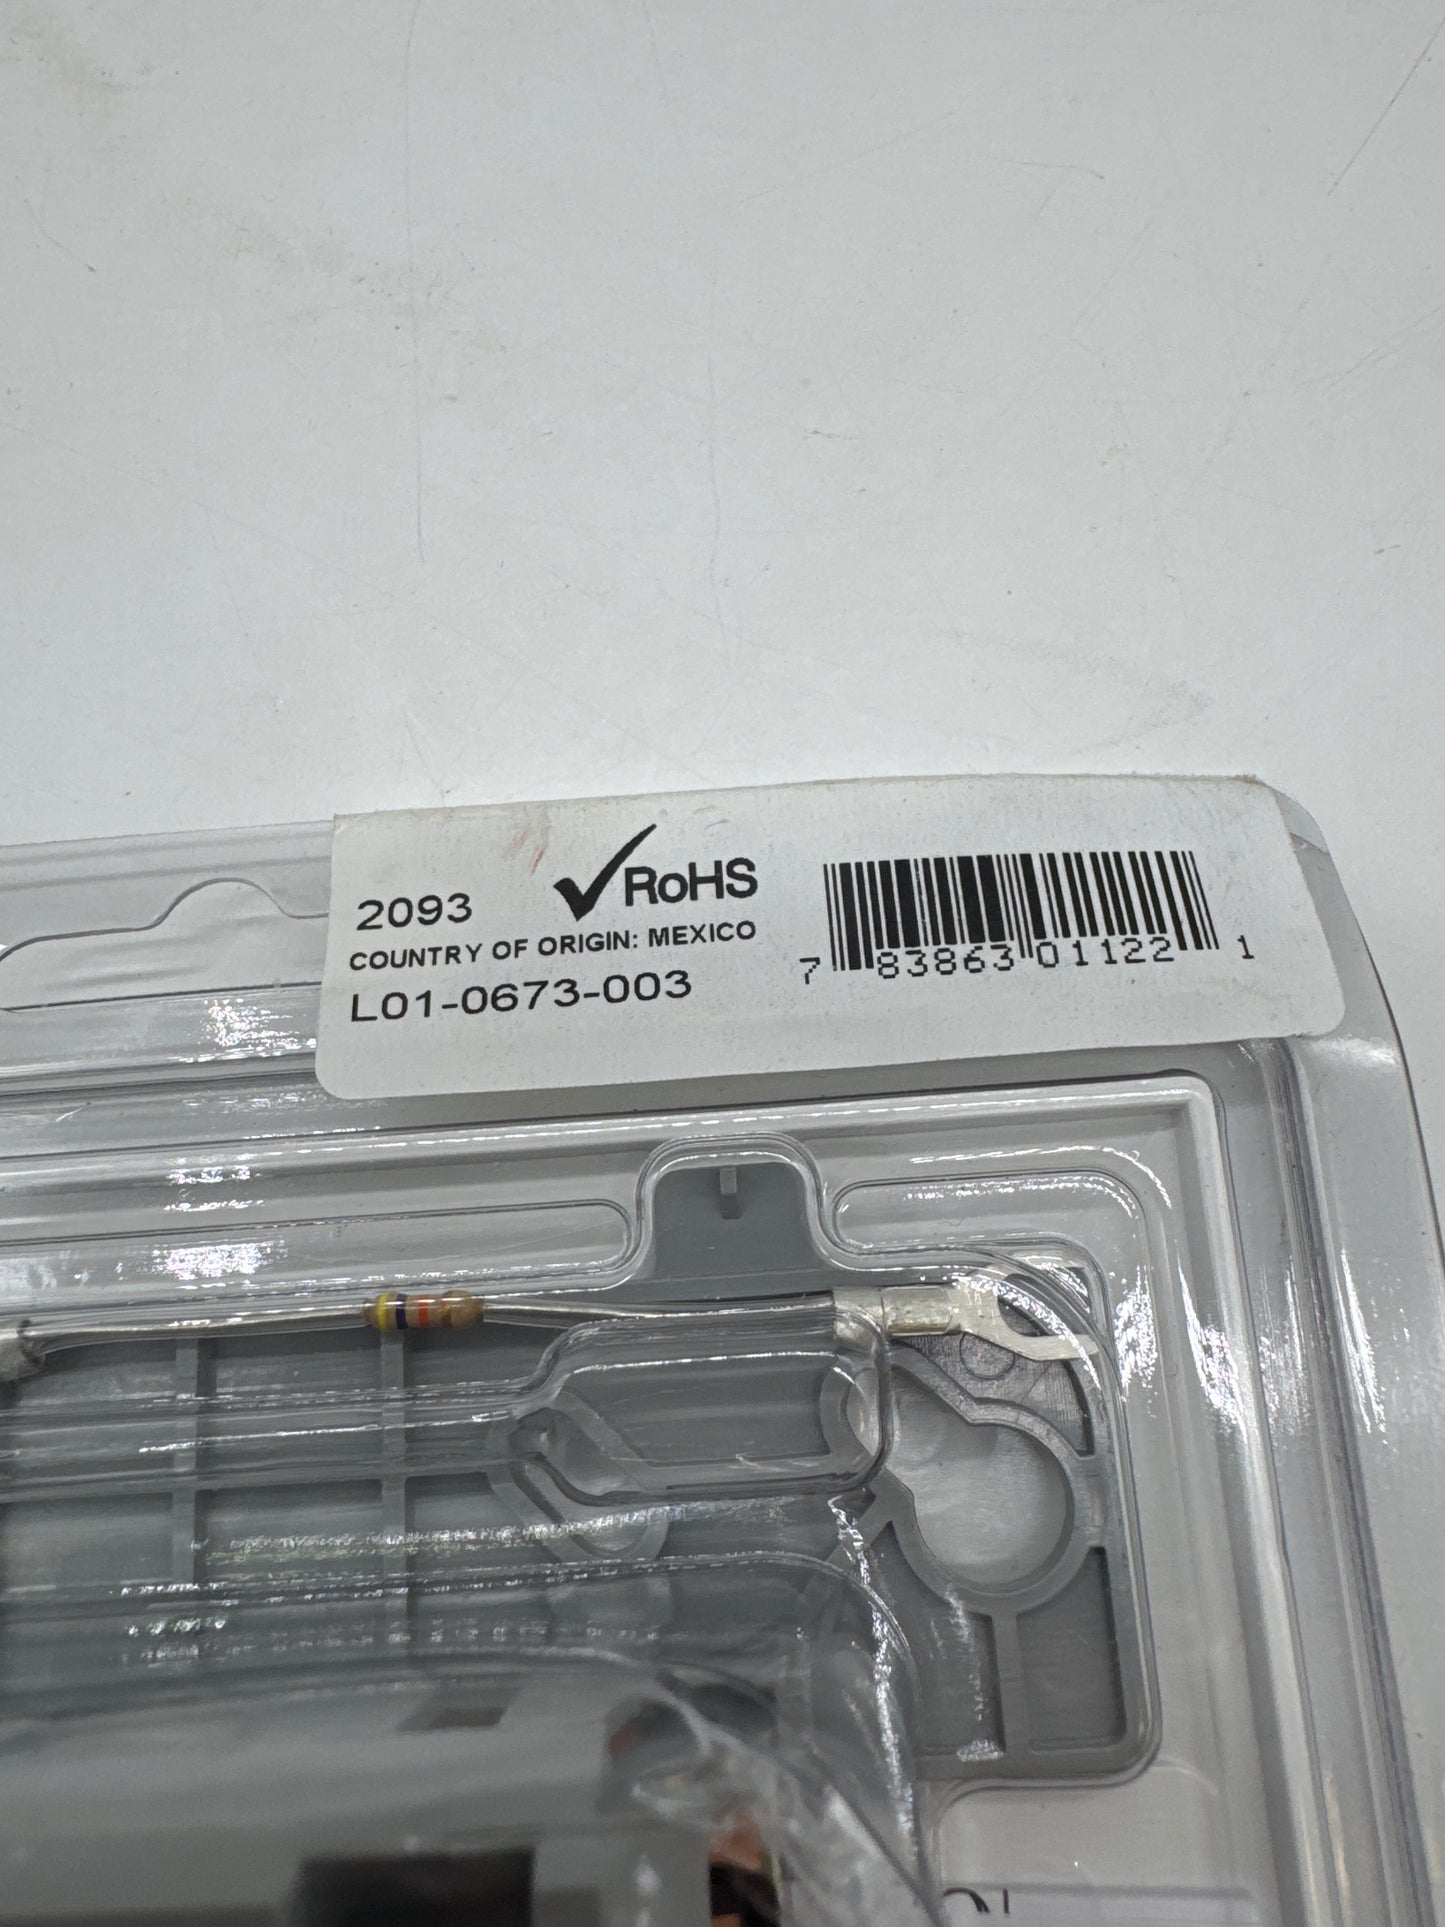 2093
RoHS
COUNTRY OF ORIGIN: MEXICO
L01-0673-003
7 83863 01122 1